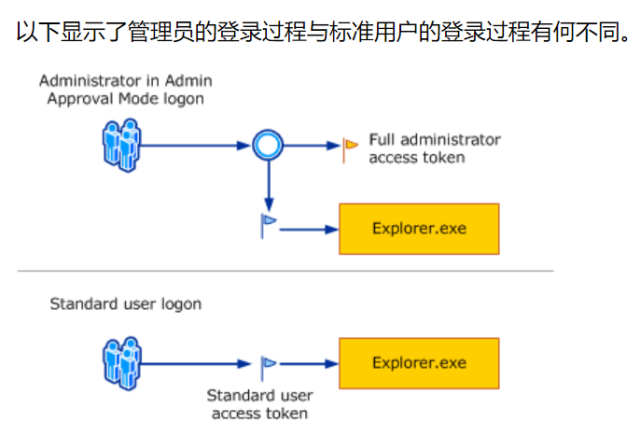 以下显示了管理员的登录过程与标准用户的登录过程有何不同。
Administrator in Admin
Approval Mode logon
Full administrator
access token
Explorer.exe
Standard user logon
Explorer.exe
Standard user
access token